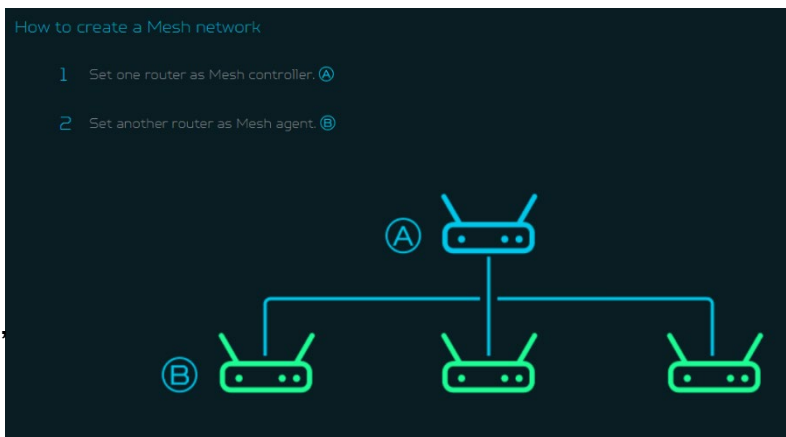 How to create a Mesh network
1 Set one router as Mesh controller. Ⓐ
2 Set another router as Mesh agent. Ⓑ
Ⓐ
,
Ⓑ